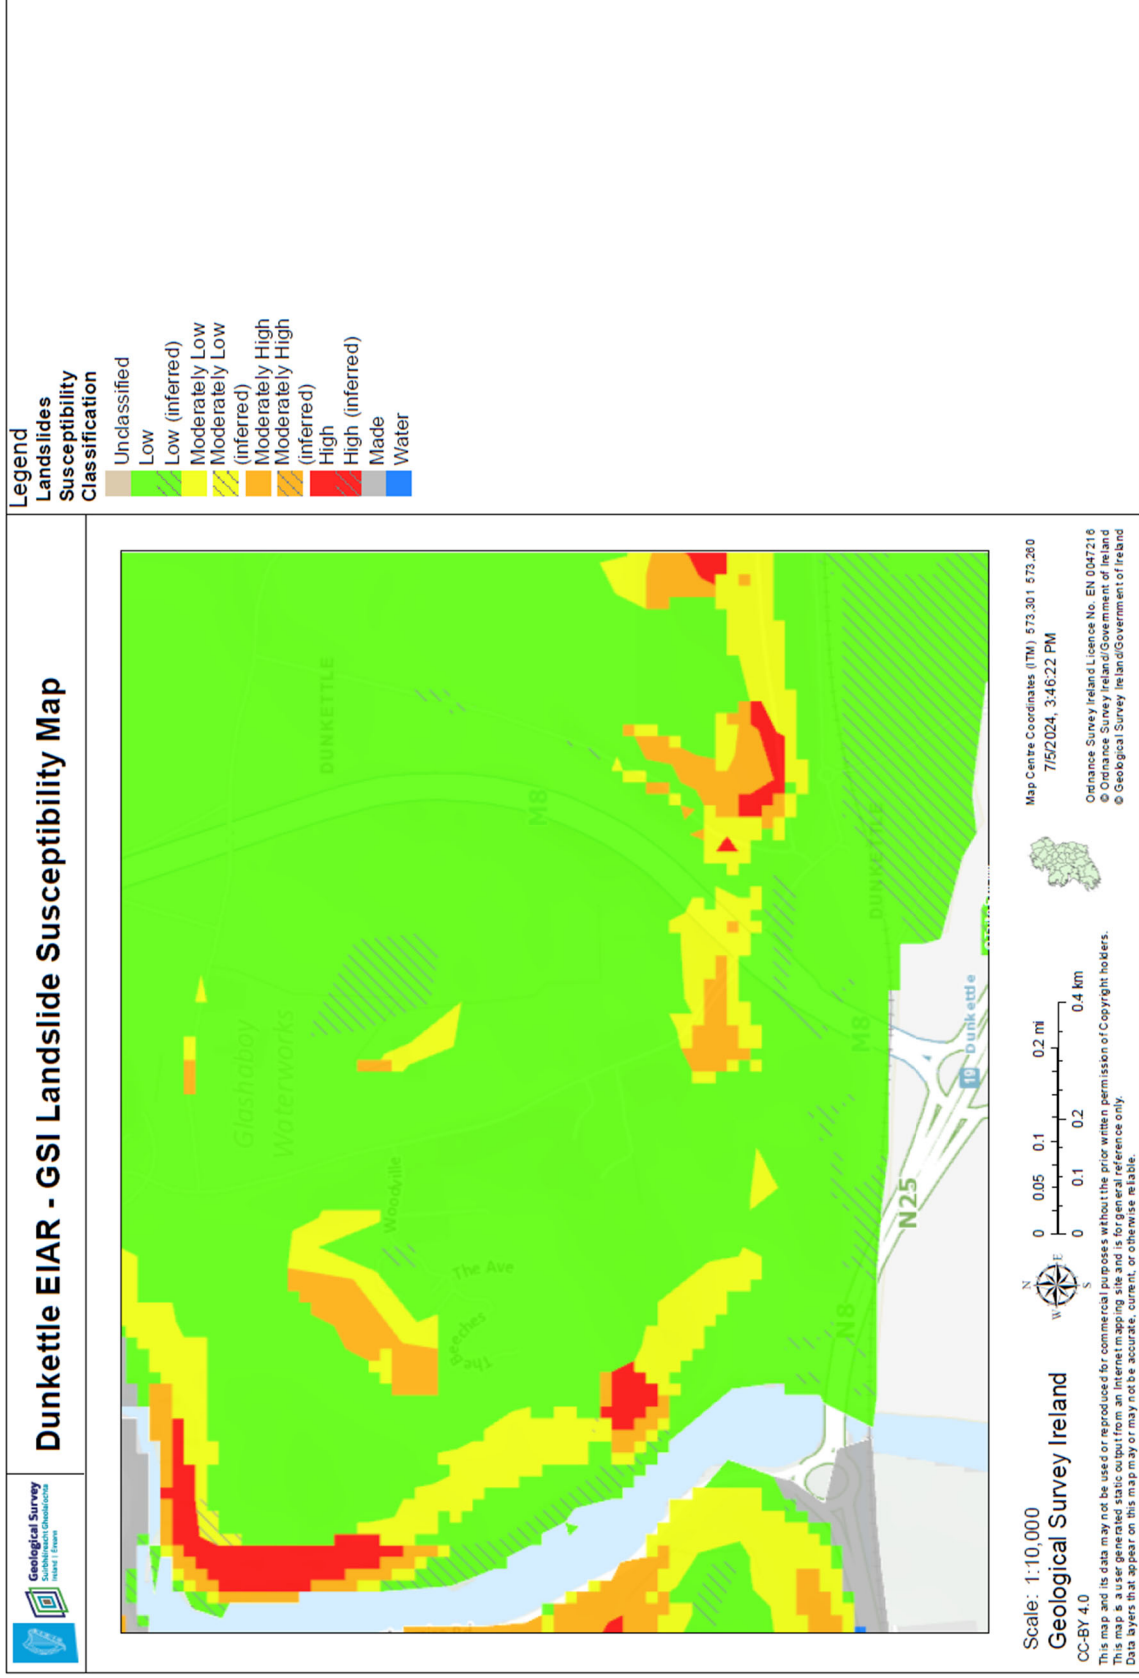 Geological Survey
Suirbhéireacht Gheolaíochta
Ireland | Éireann
Dunkettle EIAR - GSI Landslide Susceptibility Map
Legend
Landslides
Susceptibility
Classification
Unclassified
Low
Low (inferred)
Moderately Low
Moderately Low
(inferred)
Moderately High
Moderately High
(inferred)
High
High (inferred)
Made
Water
Glashaboy
Waterworks
DUNKETTLE
Woodville
The Ave
The
Beeches
M8
DUNKETTLE
M8
N8
N25
19 Dunkettle
Scale: 1:10,000
Geological Survey Ireland
CC-BY 4.0
N
W E
S
0 0.05 0.1 0.2 mi
0 0.1 0.2 0.4 km
Map Centre Coordinates (ITM) 573,301 573,260
7/5/2024, 3:46:22 PM
Ordnance Survey Ireland Licence No. EN 0047216
© Ordnance Survey Ireland/Government of Ireland
© Geological Survey Ireland/Government of Ireland
This map and its data may not be used or reproduced for commercial purposes without the prior written permission of Copyright holders.
This map is a user generated static output from an Internet mapping site and is for general reference only.
Data layers that appear on this map may or may not be accurate, current, or otherwise reliable.